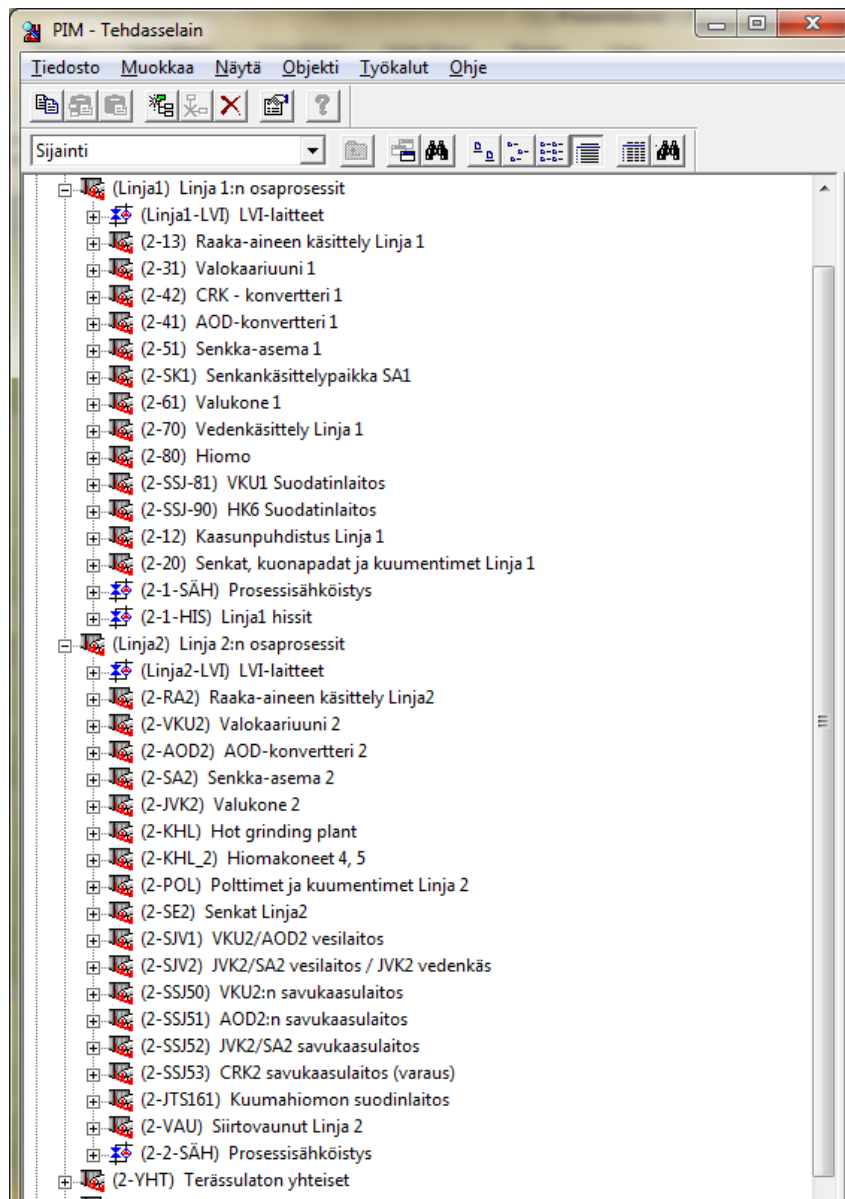 PIM - Tehdasselain
Tiedosto Muokkaa Näytä Objekti Työkalut Ohje
Sijainti
(Linja1) Linja 1:n osaprosessit
(Linja1-LVI) LVI-laitteet
(2-13) Raaka-aineen käsittely Linja 1
(2-31) Valokaariuuni 1
(2-42) CRK - konvertteri 1
(2-41) AOD-konvertteri 1
(2-51) Senkka-asema 1
(2-SK1) Senkankäsittelypaikka SA1
(2-61) Valukone 1
(2-70) Vedenkäsittely Linja 1
(2-80) Hiomo
(2-SSJ-81) VKU1 Suodatinlaitos
(2-SSJ-90) HK6 Suodatinlaitos
(2-12) Kaasunpuhdistus Linja 1
(2-20) Senkat, kuonapadat ja kuumentimet Linja 1
(2-1-SÄH) Prosessisähköistys
(2-1-HIS) Linja1 hissit
(Linja2) Linja 2:n osaprosessit
(Linja2-LVI) LVI-laitteet
(2-RA2) Raaka-aineen käsittely Linja2
(2-VKU2) Valokaariuuni 2
(2-AOD2) AOD-konvertteri 2
(2-SA2) Senkka-asema 2
(2-JVK2) Valukone 2
(2-KHL) Hot grinding plant
(2-KHL_2) Hiomakoneet 4, 5
(2-POL) Polttimet ja kuumentimet Linja 2
(2-SE2) Senkat Linja2
(2-SJV1) VKU2/AOD2 vesilaitos
(2-SJV2) JVK2/SA2 vesilaitos / JVK2 vedenkäs
(2-SSJ50) VKU2:n savukaasulaitos
(2-SSJ51) AOD2:n savukaasulaitos
(2-SSJ52) JVK2/SA2 savukaasulaitos
(2-SSJ53) CRK2 savukaasulaitos (varaus)
(2-JTS161) Kuumahiomon suodinlaitos
(2-VAU) Siirtovaunut Linja 2
(2-2-SÄH) Prosessisähköistys
(2-YHT) Terässulaton yhteiset